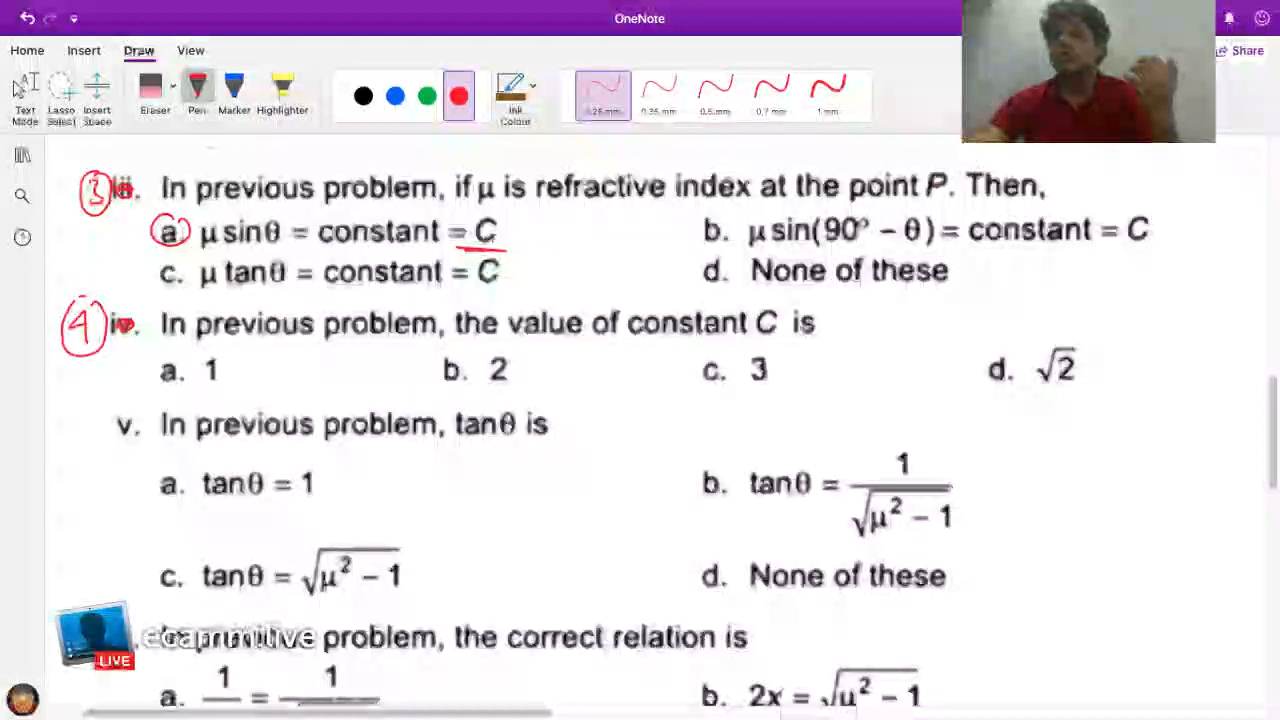 OneNote
Home Insert Draw View
Share
Text Mode
Lasso Select
Insert Space
Eraser
Pen
Marker
Highlighter
Ink Colour
0.25 mm
0.35 mm
0.5 mm
0.7 mm
1 mm
3 iii. In previous problem, if μ is refractive index at the point P. Then,
a. μ sinθ = constant = C b. μ sin(90° − θ) = constant = C
c. μ tanθ = constant = C d. None of these
4 iv. In previous problem, the value of constant C is
a. 1 b. 2 c. 3 d. √2
v. In previous problem, tanθ is
a. tanθ = 1 b. tanθ = 1/√(μ² − 1)
c. tanθ = √(μ² − 1) d. None of these
problem, the correct relation is
a. 1 = 1 b. 2x = √(μ² − 1)
LIVE